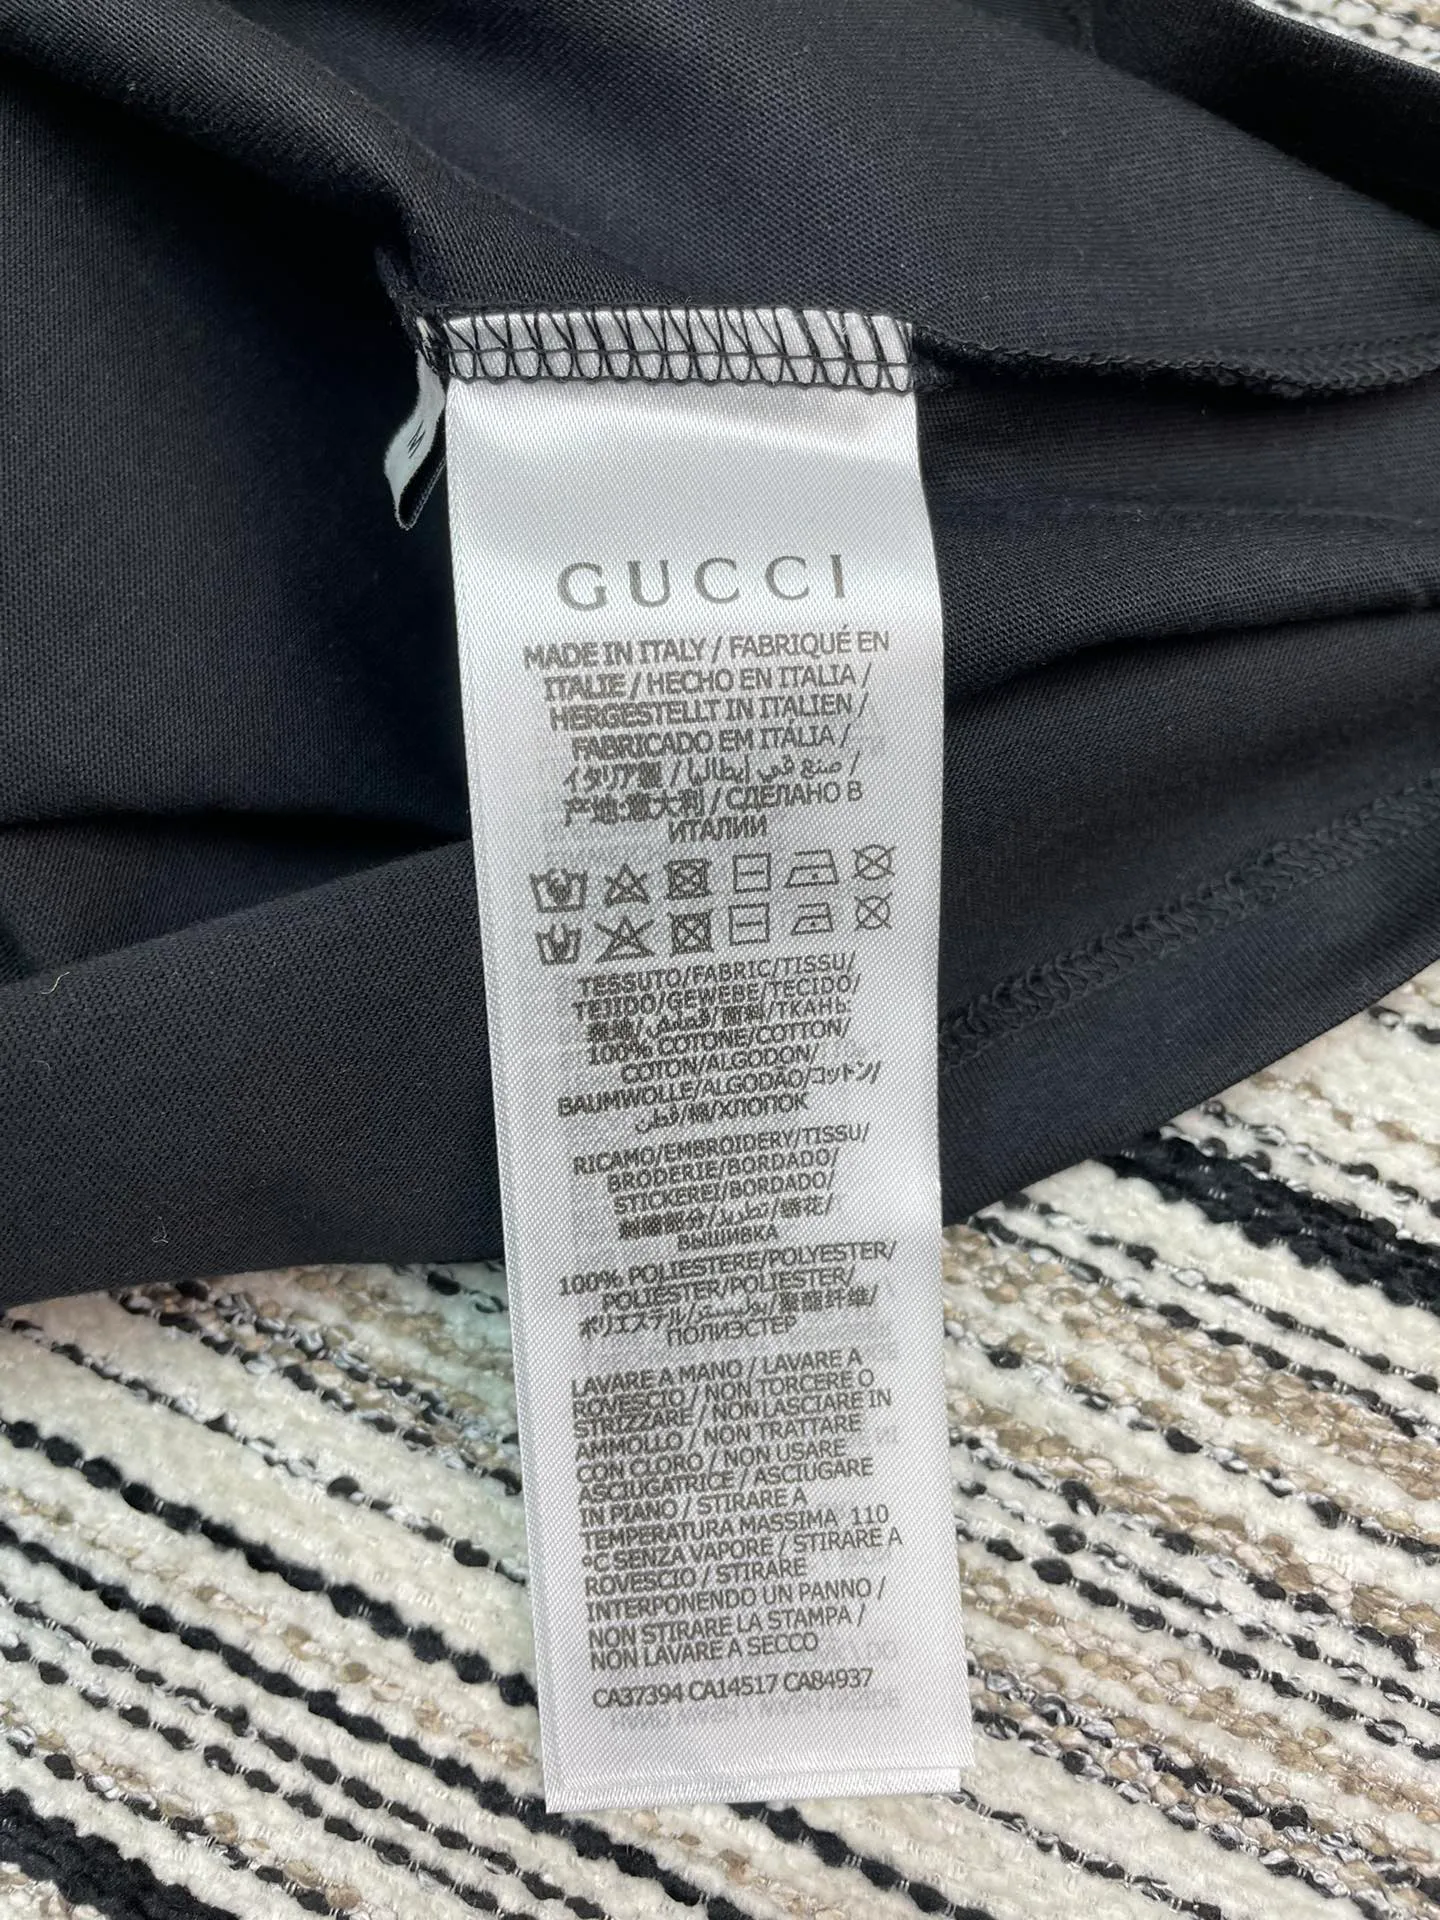 M
GUCCI
MADE IN ITALY / FABRIQUÉ EN
ITALIE / HECHO EN ITALIA /
HERGESTELLT IN ITALIEN /
FABRICADO EM ITÁLIA /
イタリア製 / صنع في إيطاليا /
产地:意大利 / СДЕЛАНО В
ИТАЛИИ
TESSUTO/FABRIC/TISSU/
TEJIDO/GEWEBE/TECIDO/
/ТКАНЬ:
100% COTONE/COTTON/
COTON/ALGODON/
BAUMWOLLE/ALGODÃO/コットン/
قطن/棉/ХЛОПОК
RICAMO/EMBROIDERY/TISSU/
BRODERIE/BORDADO/
STICKEREI/BORDADO/
刺繍部分/تطريز/绣花/
ВЫШИВКА
100% POLIESTERE/POLYESTER/
POLIÉSTER/POLIESTER/
ポリエステル/بوليستر/聚酯纤维/
ПОЛИЭСТЕР
LAVARE A MANO / LAVARE A
ROVESCIO / NON TORCERE O
STRIZZARE / NON LASCIARE IN
AMMOLLO / NON TRATTARE
CON CLORO / NON USARE
ASCIUGATRICE / ASCIUGARE
IN PIANO / STIRARE A
TEMPERATURA MASSIMA 110
ºC SENZA VAPORE / STIRARE A
ROVESCIO / STIRARE
INTERPONENDO UN PANNO /
NON STIRARE LA STAMPA /
NON LAVARE A SECCO
CA37394 CA14517 CA84937